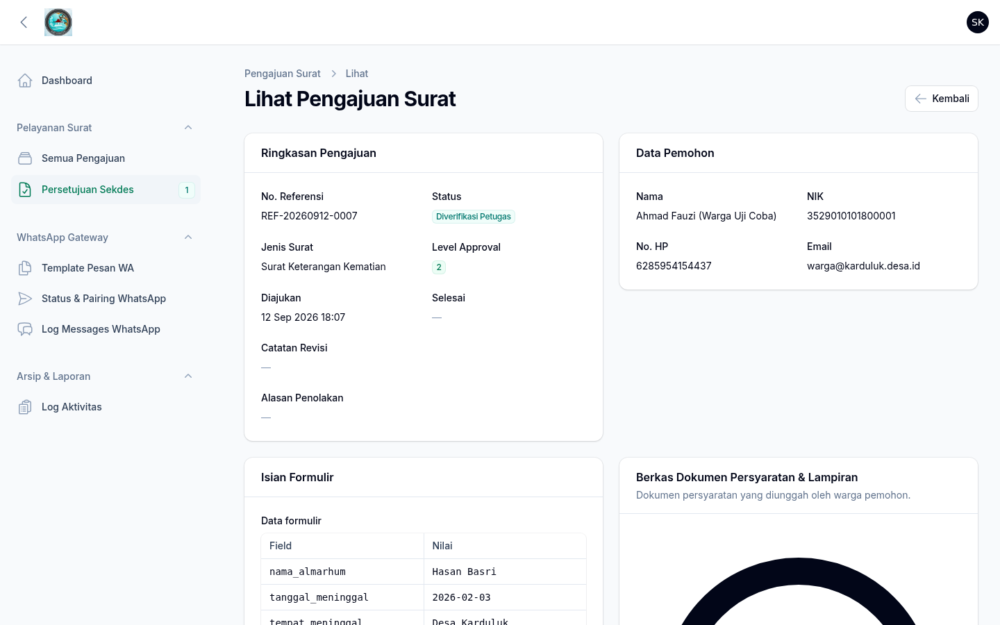 SK
Dashboard
Pelayanan Surat
Semua Pengajuan
Persetujuan Sekdes 1
WhatsApp Gateway
Template Pesan WA
Status & Pairing WhatsApp
Log Messages WhatsApp
Arsip & Laporan
Log Aktivitas
Pengajuan Surat > Lihat
Lihat Pengajuan Surat
Kembali
Ringkasan Pengajuan
No. Referensi Status
REF-20260912-0007 Diverifikasi Petugas
Jenis Surat Level Approval
Surat Keterangan Kematian 2
Diajukan Selesai
12 Sep 2026 18:07 —
Catatan Revisi
—
Alasan Penolakan
—
Data Pemohon
Nama NIK
Ahmad Fauzi (Warga Uji Coba) 3529010101800001
No. HP Email
6285954154437 warga@karduluk.desa.id
Isian Formulir
Data formulir
Field Nilai
nama_almarhum Hasan Basri
tanggal_meninggal 2026-02-03
tempat_meninggal Desa Karduluk
Berkas Dokumen Persyaratan & Lampiran
Dokumen persyaratan yang diunggah oleh warga pemohon.